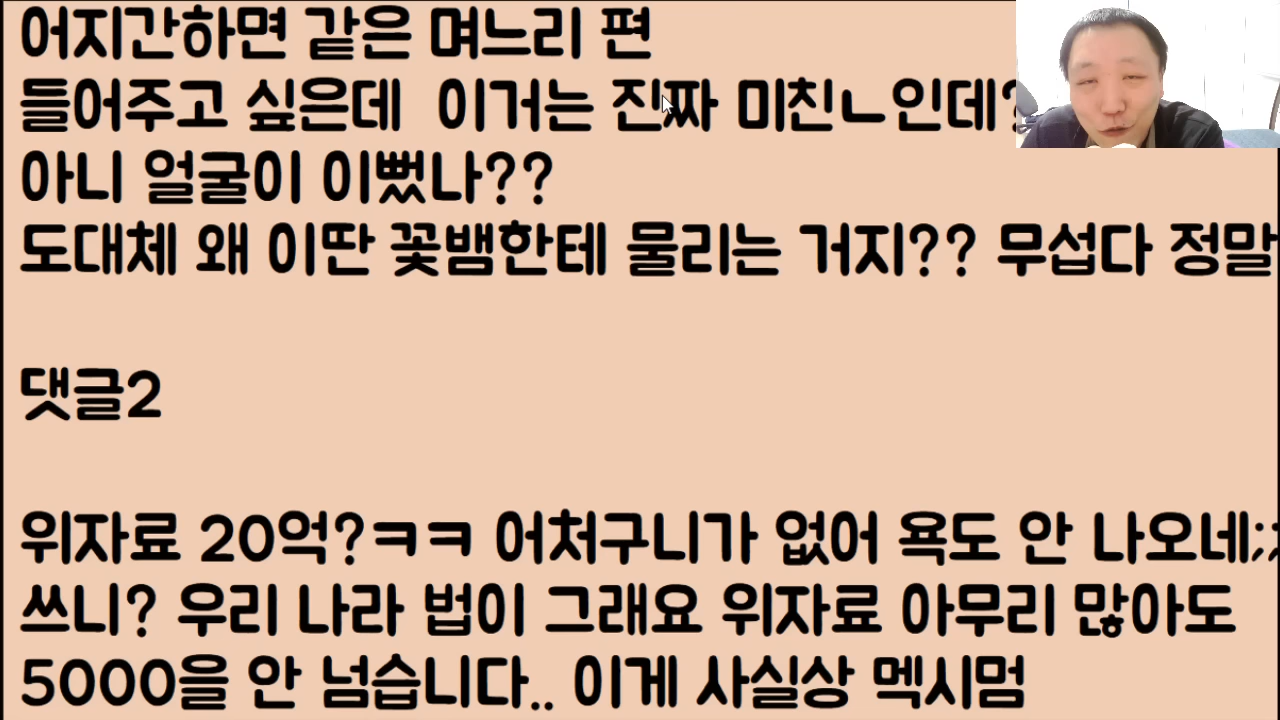 어지간하면 같은 며느리 편
들어주고 싶은데 이거는 진짜 미친ㄴ인데?
아니 얼굴이 이뻤나??
도대체 왜 이딴 꽃뱀한테 물리는 거지?? 무섭다 정말
댓글2
위자료 20억?ㅋㅋ 어처구니가 없어 욕도 안 나오네;;
쓰니? 우리 나라 법이 그래요 위자료 아무리 많아도
5000을 안 넘습니다.. 이게 사실상 멕시멈